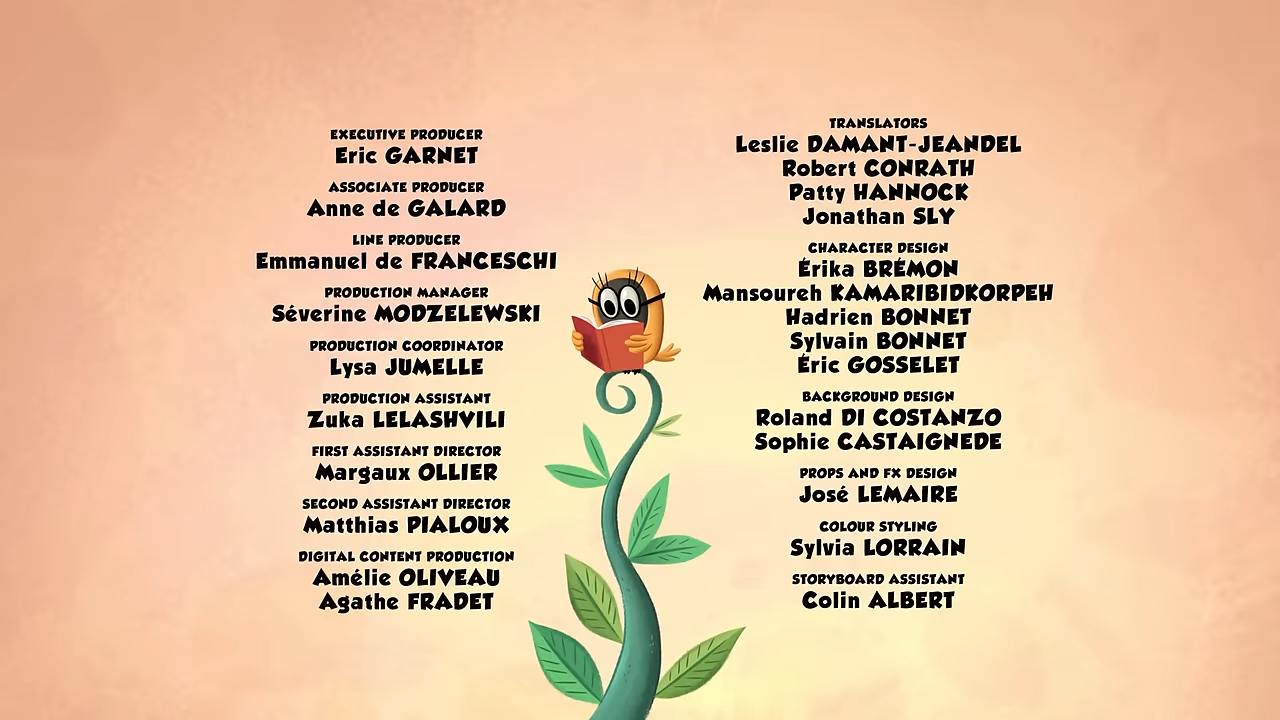 EXECUTIVE PRODUCER
Eric GARNET
ASSOCIATE PRODUCER
Anne de GALARD
LINE PRODUCER
Emmanuel de FRANCESCHI
PRODUCTION MANAGER
Séverine MODZELEWSKI
PRODUCTION COORDINATOR
Lysa JUMELLE
PRODUCTION ASSISTANT
Zuka LELASHVILI
FIRST ASSISTANT DIRECTOR
Margaux OLLIER
SECOND ASSISTANT DIRECTOR
Matthias PIALOUX
DIGITAL CONTENT PRODUCTION
Amélie OLIVEAU
Agathe FRADET
TRANSLATORS
Leslie DAMANT-JEANDEL
Robert CONRATH
Patty HANNOCK
Jonathan SLY
CHARACTER DESIGN
Érika BRÉMON
Mansoureh KAMARIBIDKORPEH
Hadrien BONNET
Sylvain BONNET
Éric GOSSELET
BACKGROUND DESIGN
Roland DI COSTANZO
Sophie CASTAIGNEDE
PROPS AND FX DESIGN
José LEMAIRE
COLOUR STYLING
Sylvia LORRAIN
STORYBOARD ASSISTANT
Colin ALBERT